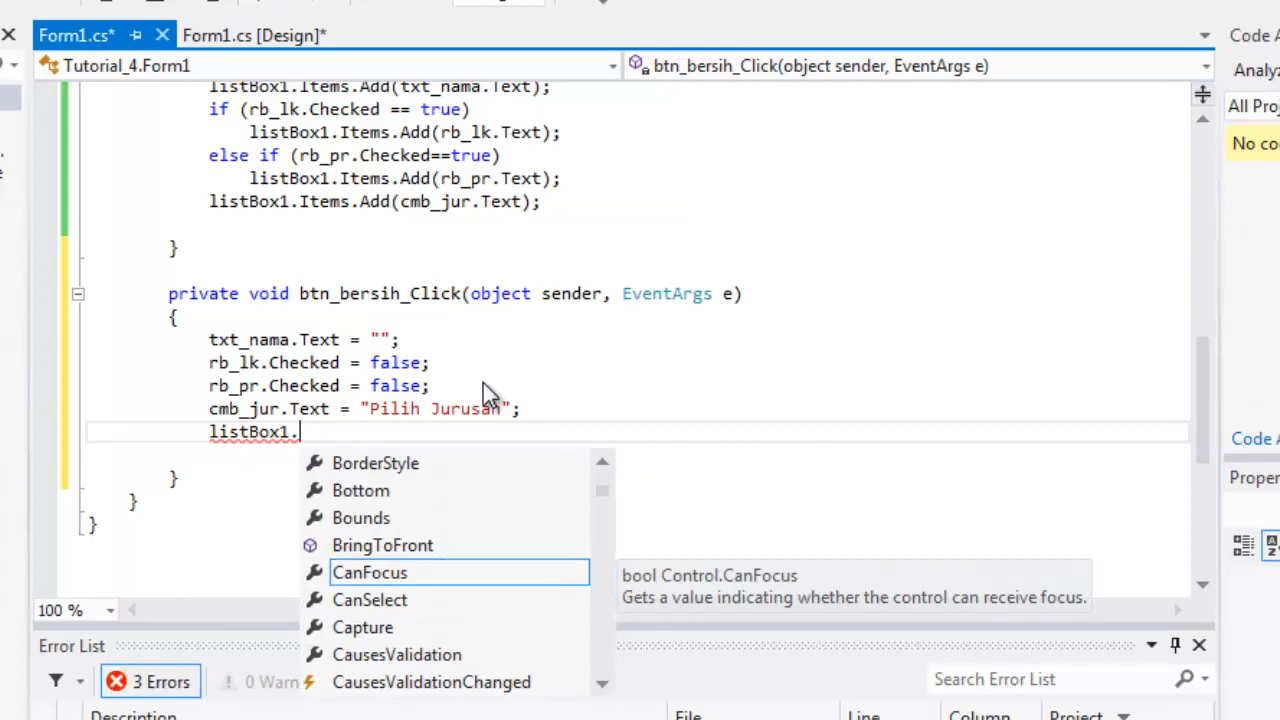 Form1.cs*
Form1.cs [Design]*
Code A
Tutorial_4.Form1
btn_bersih_Click(object sender, EventArgs e)
Analyz
listBox1.Items.Add(txt_nama.Text);
if (rb_lk.Checked == true)
All Proj
listBox1.Items.Add(rb_lk.Text);
No co
else if (rb_pr.Checked==true)
listBox1.Items.Add(rb_pr.Text);
listBox1.Items.Add(cmb_jur.Text);
}
private void btn_bersih_Click(object sender, EventArgs e)
{
txt_nama.Text = "";
rb_lk.Checked = false;
rb_pr.Checked = false;
cmb_jur.Text = "Pilih Jurusan";
listBox1.
Code A
BorderStyle
}
Proper
Bottom
}
Bounds
}
BringToFront
CanFocus
bool Control.CanFocus
Gets a value indicating whether the control can receive focus.
CanSelect
100 %
Capture
Error List
CausesValidation
3 Errors
0 Warn
CausesValidationChanged
Search Error List
Description
File
Line
Column
Project